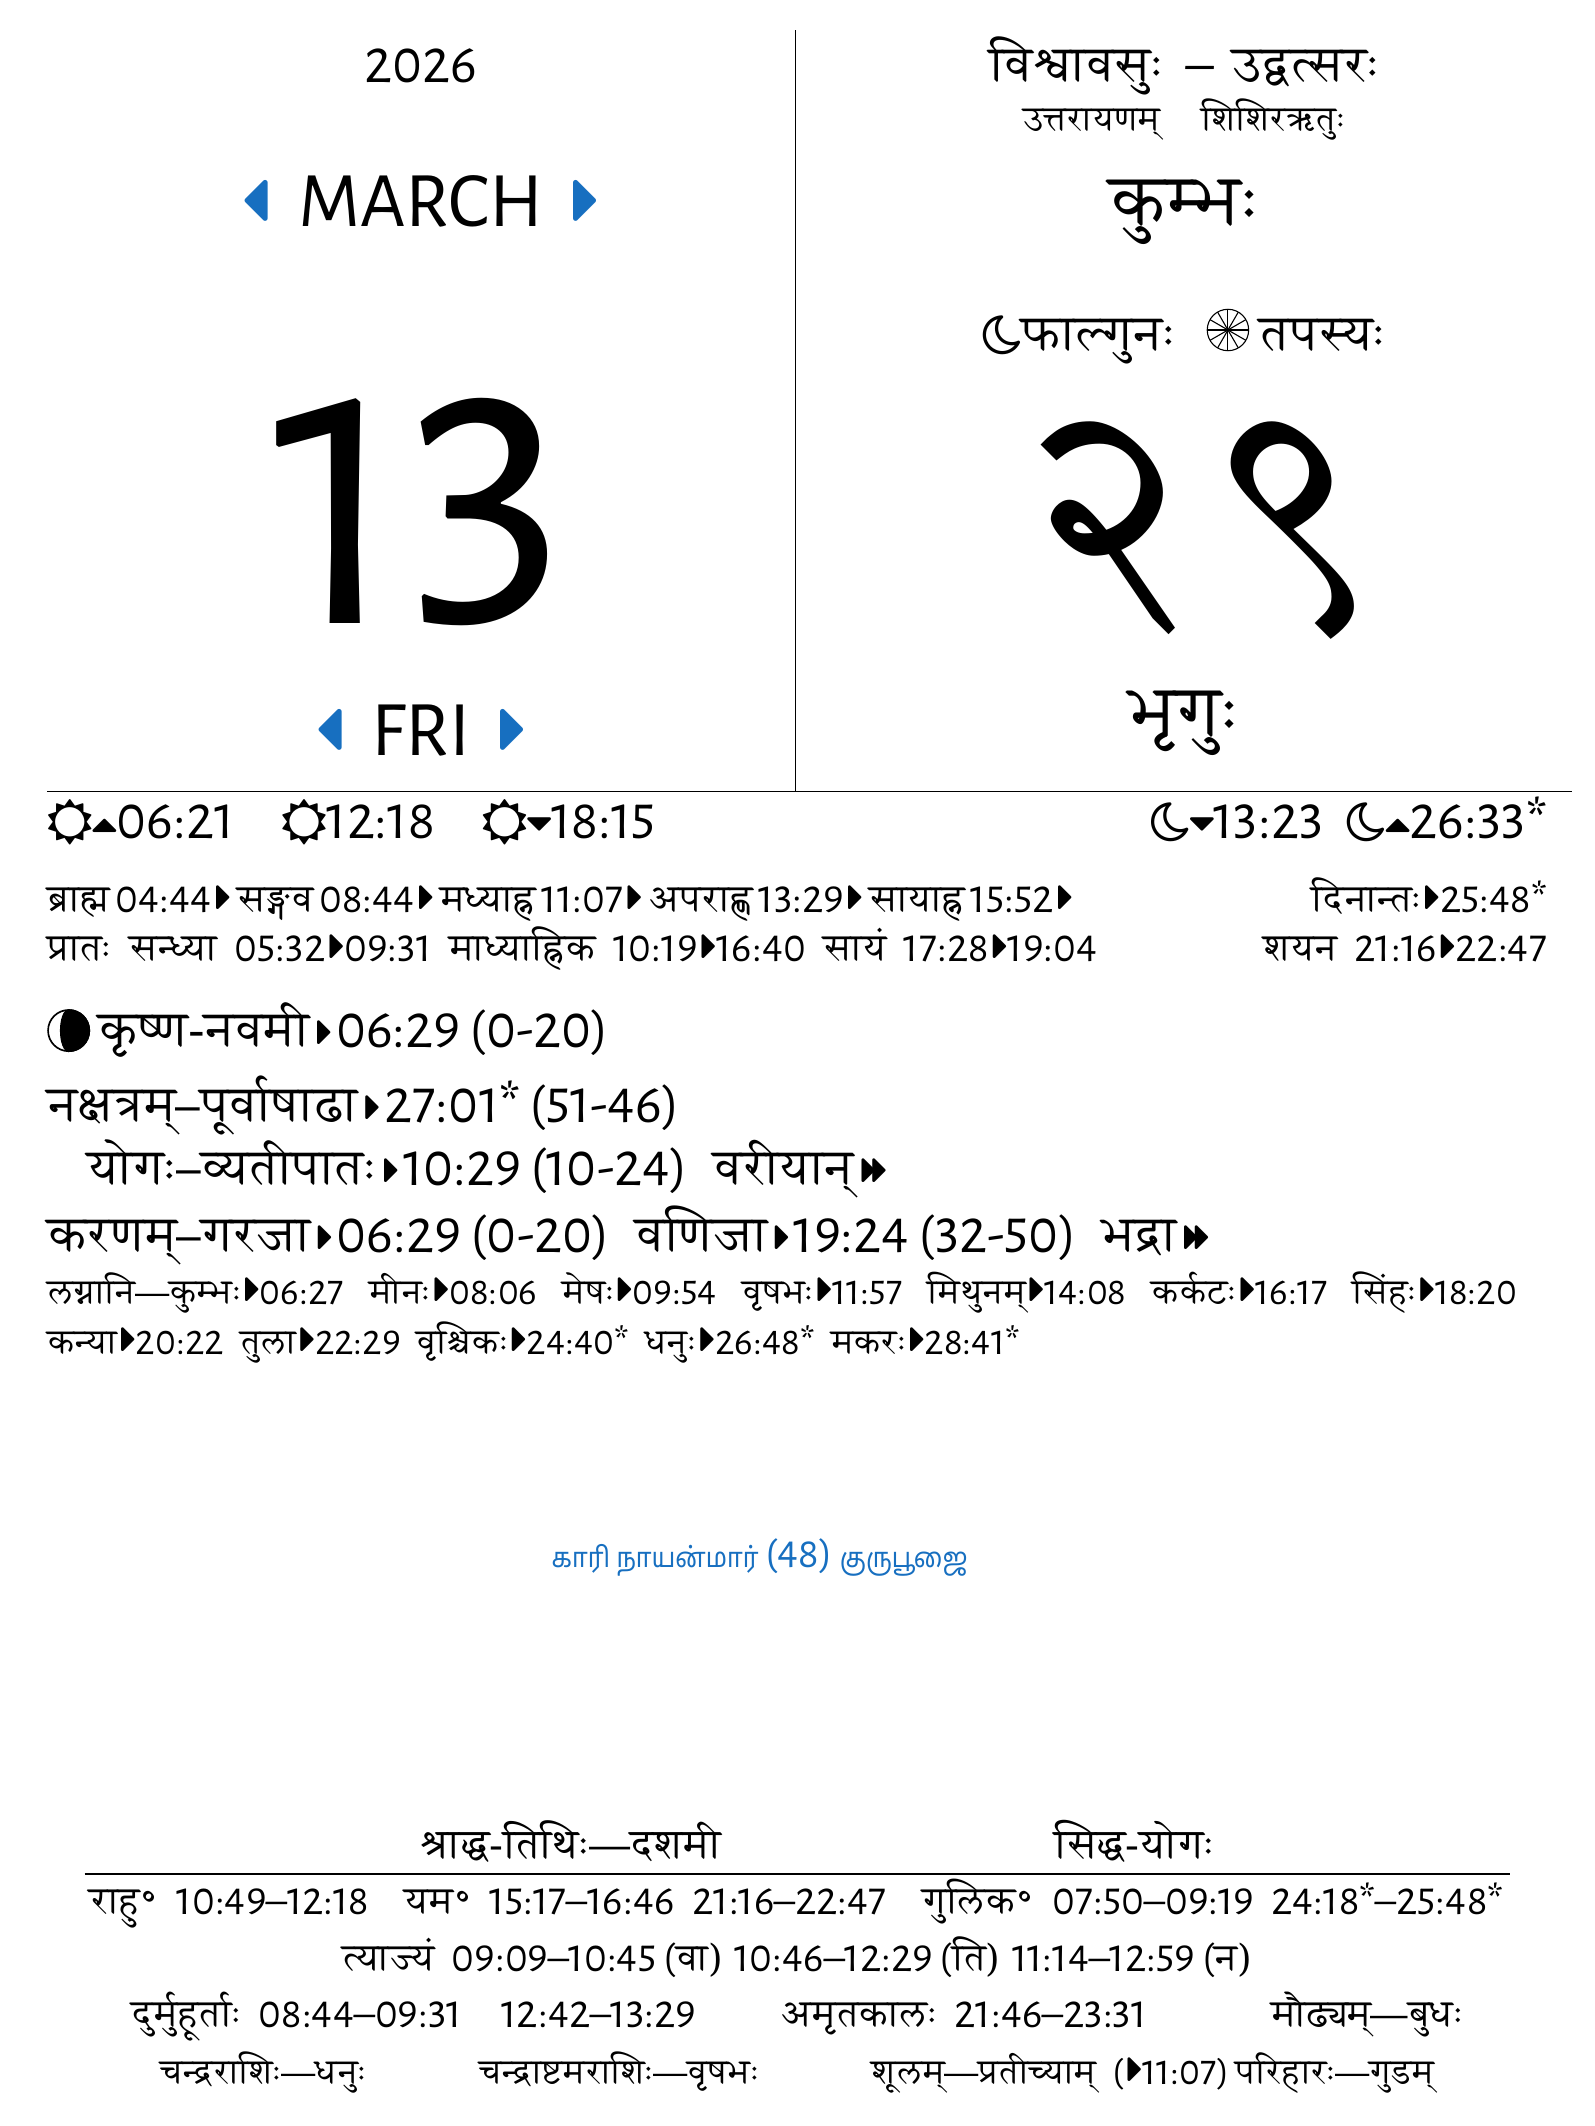 2026
MARCH
13
FRI
विश्वावसुः – उद्वत्सरः
उत्तरायणम् शिशिरऋतुः
कुम्भः
फाल्गुनः तपस्यः
२९
भृगुः
06:21 12:18 18:15 13:23 26:33*
ब्राह्म 04:44 सङ्गव 08:44 मध्याह्न 11:07 अपराह्ण 13:29 सायाह्न 15:52 दिनान्तः 25:48*
प्रातः सन्ध्या 05:32 09:31 माध्याह्निक 10:19 16:40 सायं 17:28 19:04 शयन 21:16 22:47
कृष्ण-नवमी 06:29 (0-20)
नक्षत्रम्–पूर्वाषाढा 27:01* (51-46)
योगः–व्यतीपातः 10:29 (10-24) वरीयान्
करणम्–गरजा 06:29 (0-20) वणिजा 19:24 (32-50) भद्रा
लग्नानि—कुम्भः 06:27 मीनः 08:06 मेषः 09:54 वृषभः 11:57 मिथुनम् 14:08 कर्कटः 16:17 सिंहः 18:20
कन्या 20:22 तुला 22:29 वृश्चिकः 24:40* धनुः 26:48* मकरः 28:41*
காரி நாயன்மார் (48) குருபூஜை
श्राद्ध-तिथिः—दशमी सिद्ध-योगः
राहु॰ 10:49–12:18 यम॰ 15:17–16:46 21:16–22:47 गुलिक॰ 07:50–09:19 24:18*–25:48*
त्याज्यं 09:09–10:45 (वा) 10:46–12:29 (ति) 11:14–12:59 (न)
दुर्मुहूर्ताः 08:44–09:31 12:42–13:29 अमृतकालः 21:46–23:31 मौढ्यम्—बुधः
चन्द्रराशिः—धनुः चन्द्राष्टमराशिः—वृषभः शूलम्—प्रतीच्याम् (11:07) परिहारः—गुडम्